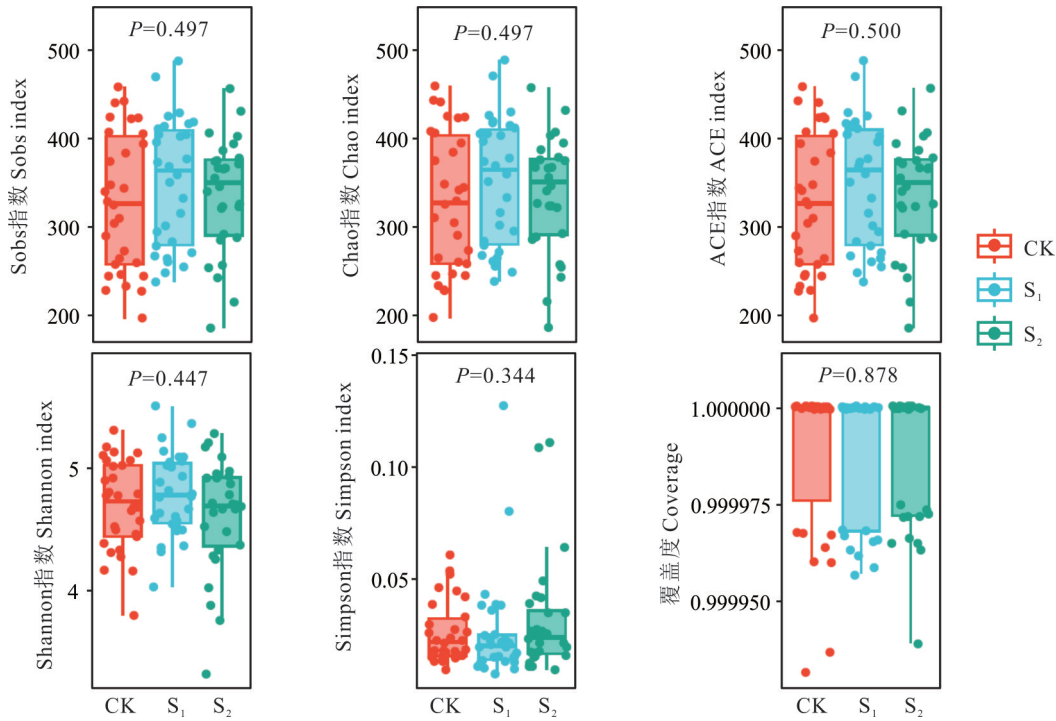 Sobs指数 Sobs index
500
400
300
200
P=0.497
Chao指数 Chao index
500
400
300
200
P=0.497
ACE指数 ACE index
500
400
300
200
P=0.500
CK
S₁
S₂
Shannon指数 Shannon index
5
4
P=0.447
CK
S₁
S₂
Simpson指数 Simpson index
0.15
0.10
0.05
P=0.344
CK
S₁
S₂
覆盖度 Coverage
1.000000
0.999975
0.999950
P=0.878
CK
S₁
S₂